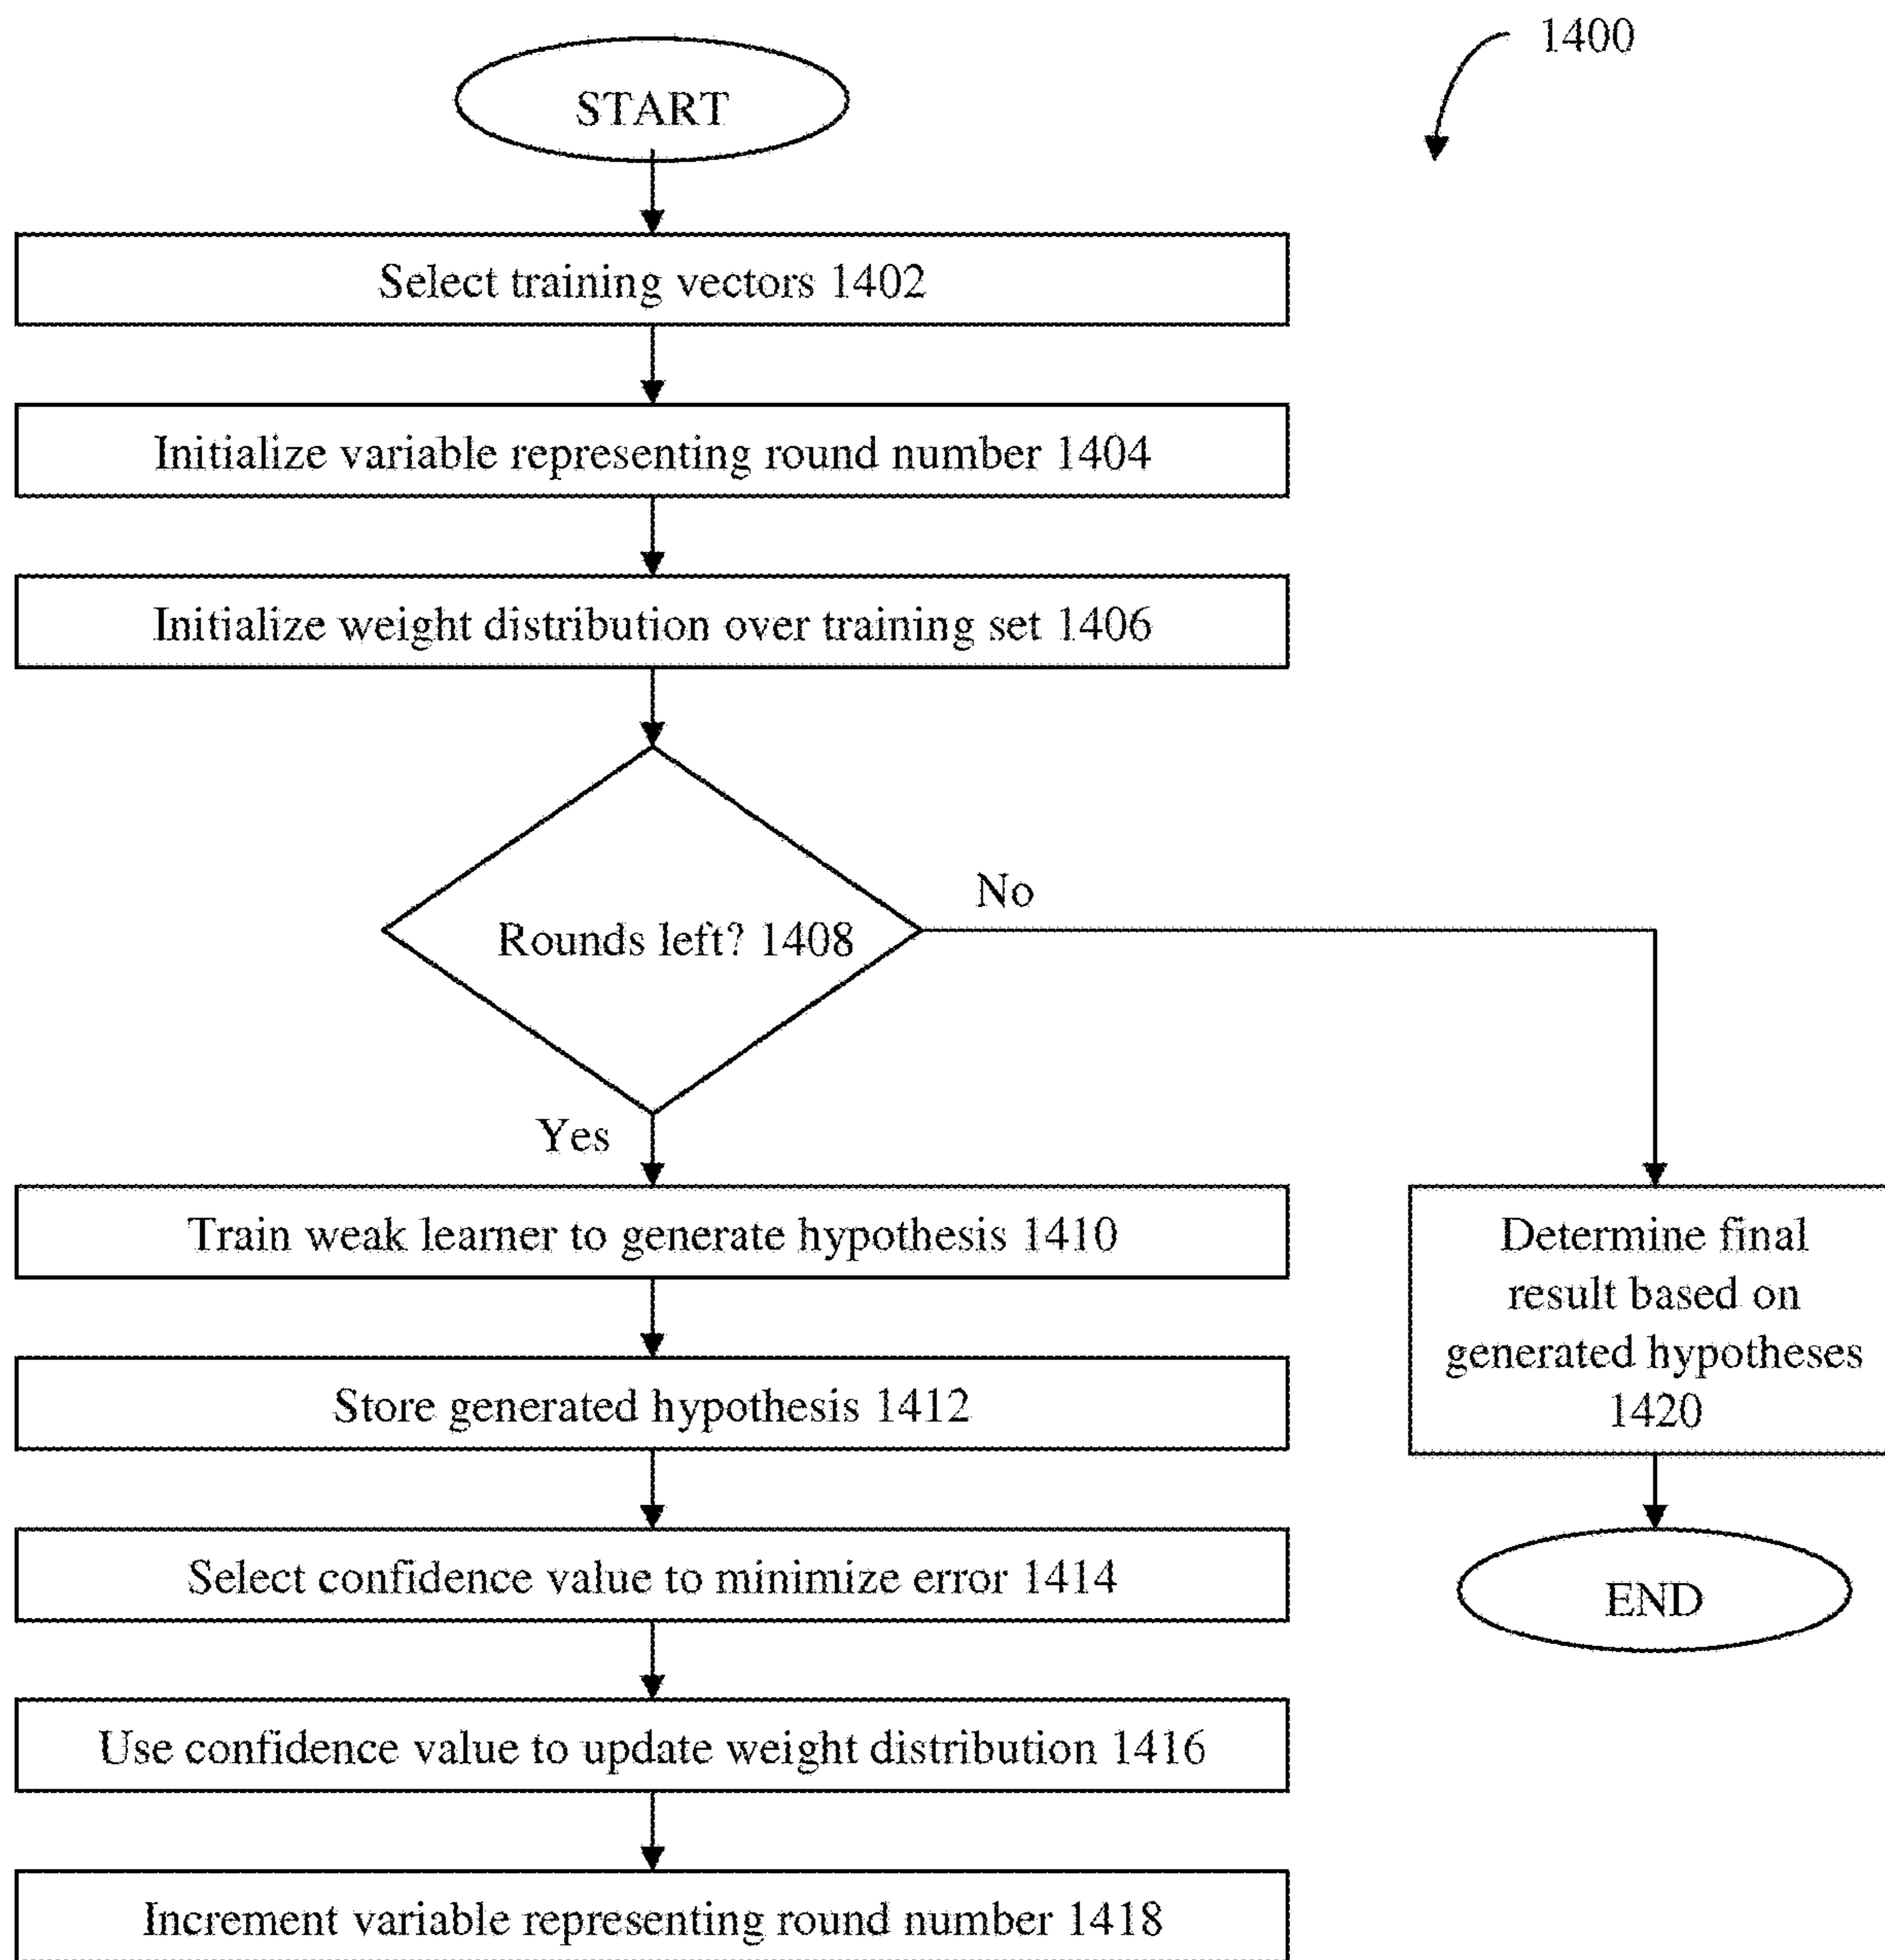 1400
START
Select training vectors 1402
Initialize variable representing round number 1404
Initialize weight distribution over training set 1406
Rounds left? 1408
No
Yes
Train weak learner to generate hypothesis 1410
Store generated hypothesis 1412
Select confidence value to minimize error 1414
Use confidence value to update weight distribution 1416
Increment variable representing round number 1418
Determine final
result based on
generated hypotheses
1420
END